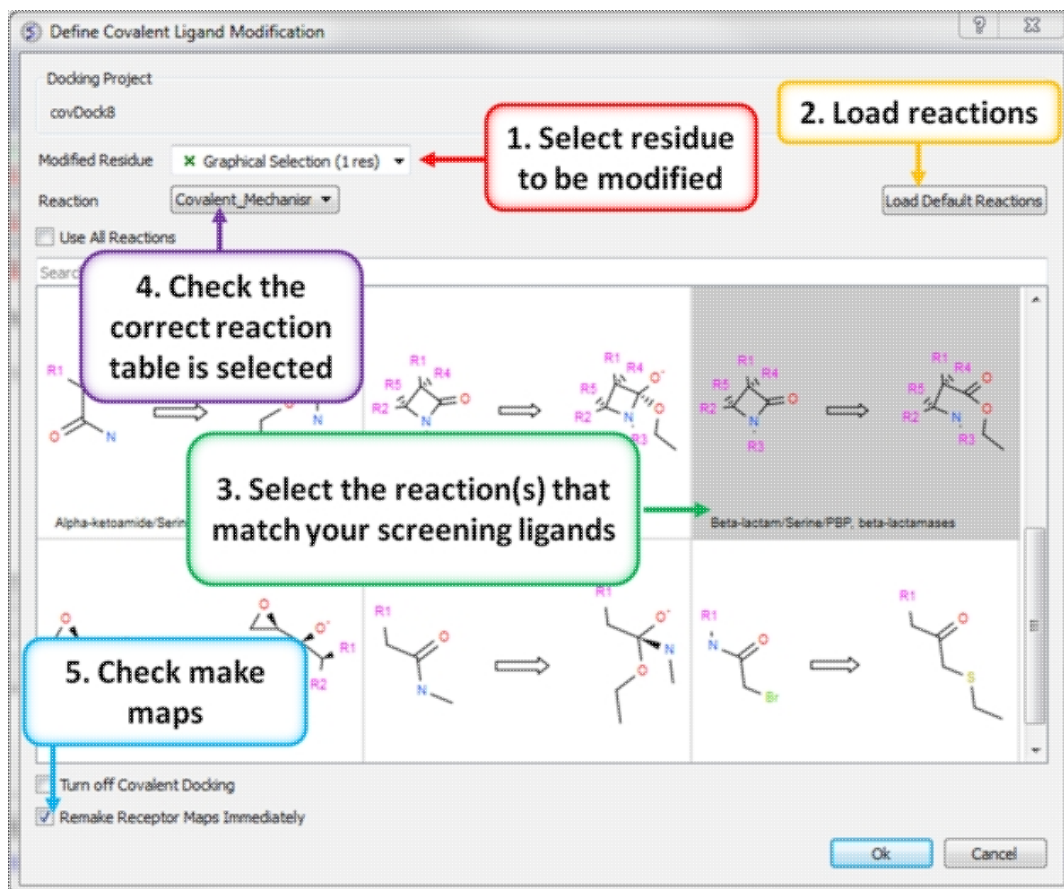 Define Covalent Ligand Modification
Docking Project
covDock8
2. Load reactions
1. Select residue
to be modified
Modified Residue
Graphical Selection (1 res)
Reaction
Covalent_Mechanisr
Load Default Reactions
Use All Reactions
Searc
4. Check the
correct reaction
table is selected
R1
O
N
O
N
R1
R4
R5
R2
O
N
R3
R1
R4
R5
R2
O-
O
N
R3
R1
R4
R5
R2
O
N
R3
R1
R4
R5
R2
O
O
N
R3
3. Select the reaction(s) that
match your screening ligands
Alpha-ketoamide/Serin
Beta-lactam/Serine/PBP, beta-lactamases
O
O
O-
R1
R2
R1
O
N
R1
O-
N
O
R1
N
O
Br
R1
O
S
5. Check make
maps
Turn off Covalent Docking
Remake Receptor Maps Immediately
Ok
Cancel